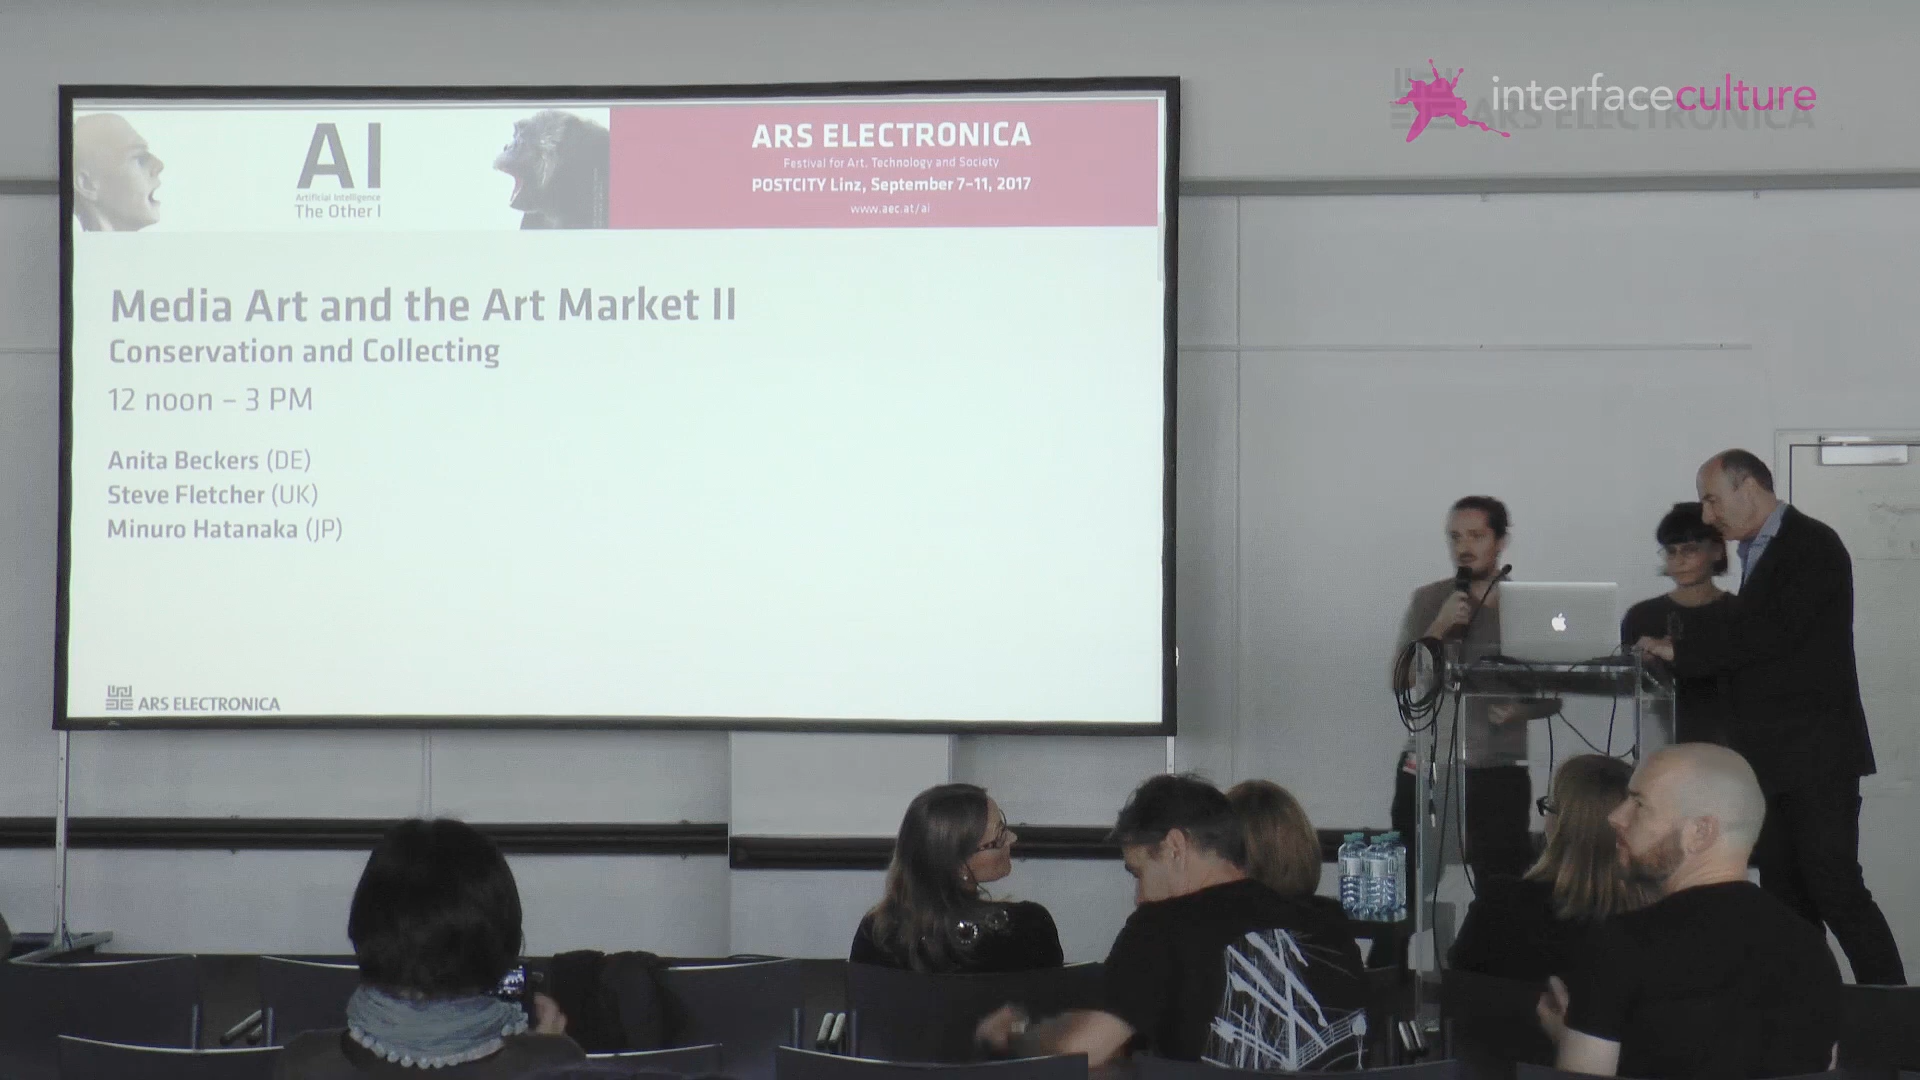 interfaceculture
ARS ELECTRONICA
AI
Artificial Intelligence
The Other I
ARS ELECTRONICA
Festival for Art, Technology and Society
POSTCITY Linz, September 7-11, 2017
www.aec.at/ai
Media Art and the Art Market II
Conservation and Collecting
12 noon – 3 PM
Anita Beckers (DE)
Steve Fletcher (UK)
Minuro Hatanaka (JP)
ARS ELECTRONICA